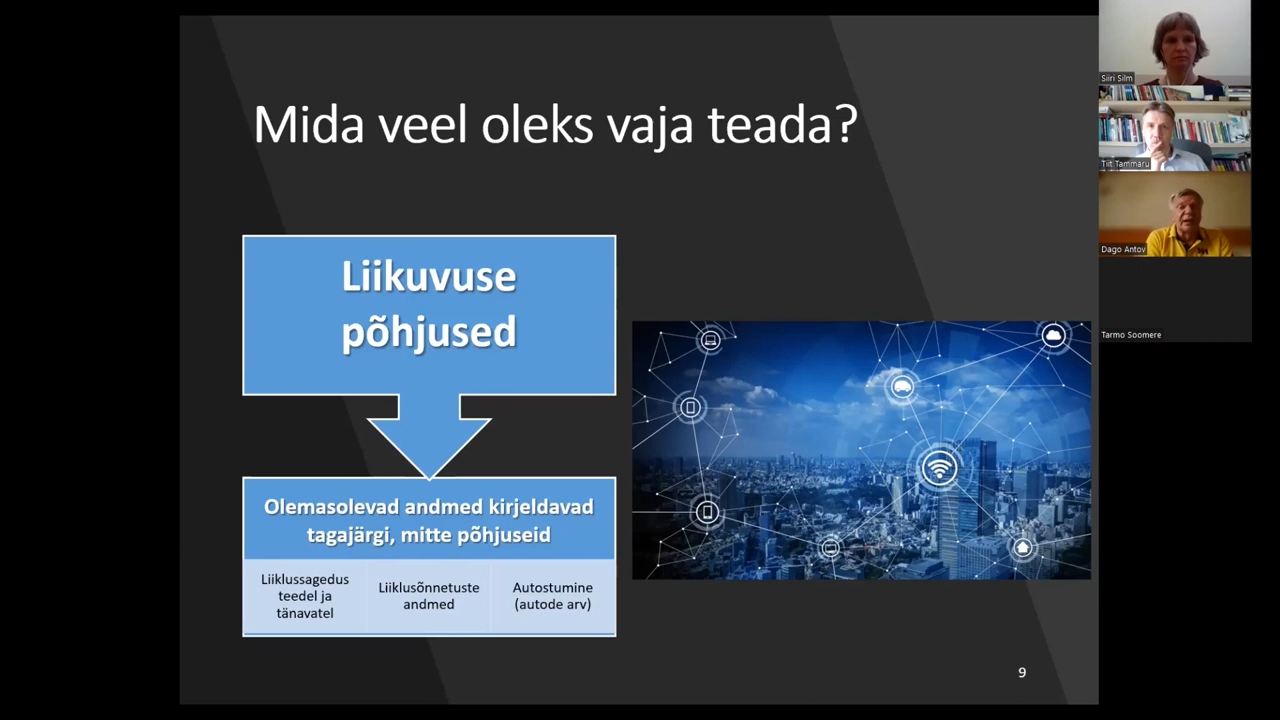 Mida veel oleks vaja teada?
Liikuvuse
põhjused
Olemasolevad andmed kirjeldavad
tagajärgi, mitte põhjuseid
Liiklussagedus
teedel ja
tänavatel
Liiklusõnnetuste
andmed
Autostumine
(autode arv)
9
Siiri Silm
Tiit Tammaru
Dago Antov
Tarmo Soomere